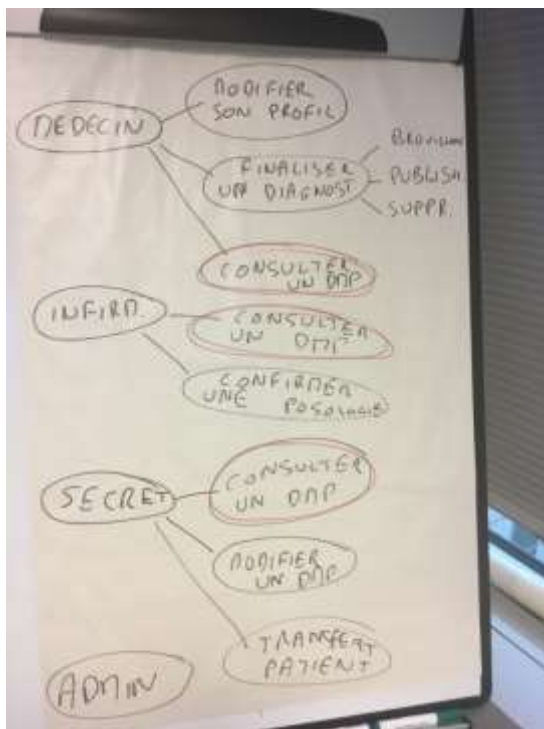 MEDECIN
MODIFIER
SON PROFIL
FINALISER
UN DIAGNOST
PUBLISH
SUPPR.
CONSULTER
UN DMP
INFIRM.
CONSULTER
UN DMP
CONFIRMER
UNE POSOLOGIE
SECRET
CONSULTER
UN DMP
MODIFIER
UN DMP
TRANSFERT
PATIENT
ADMIN